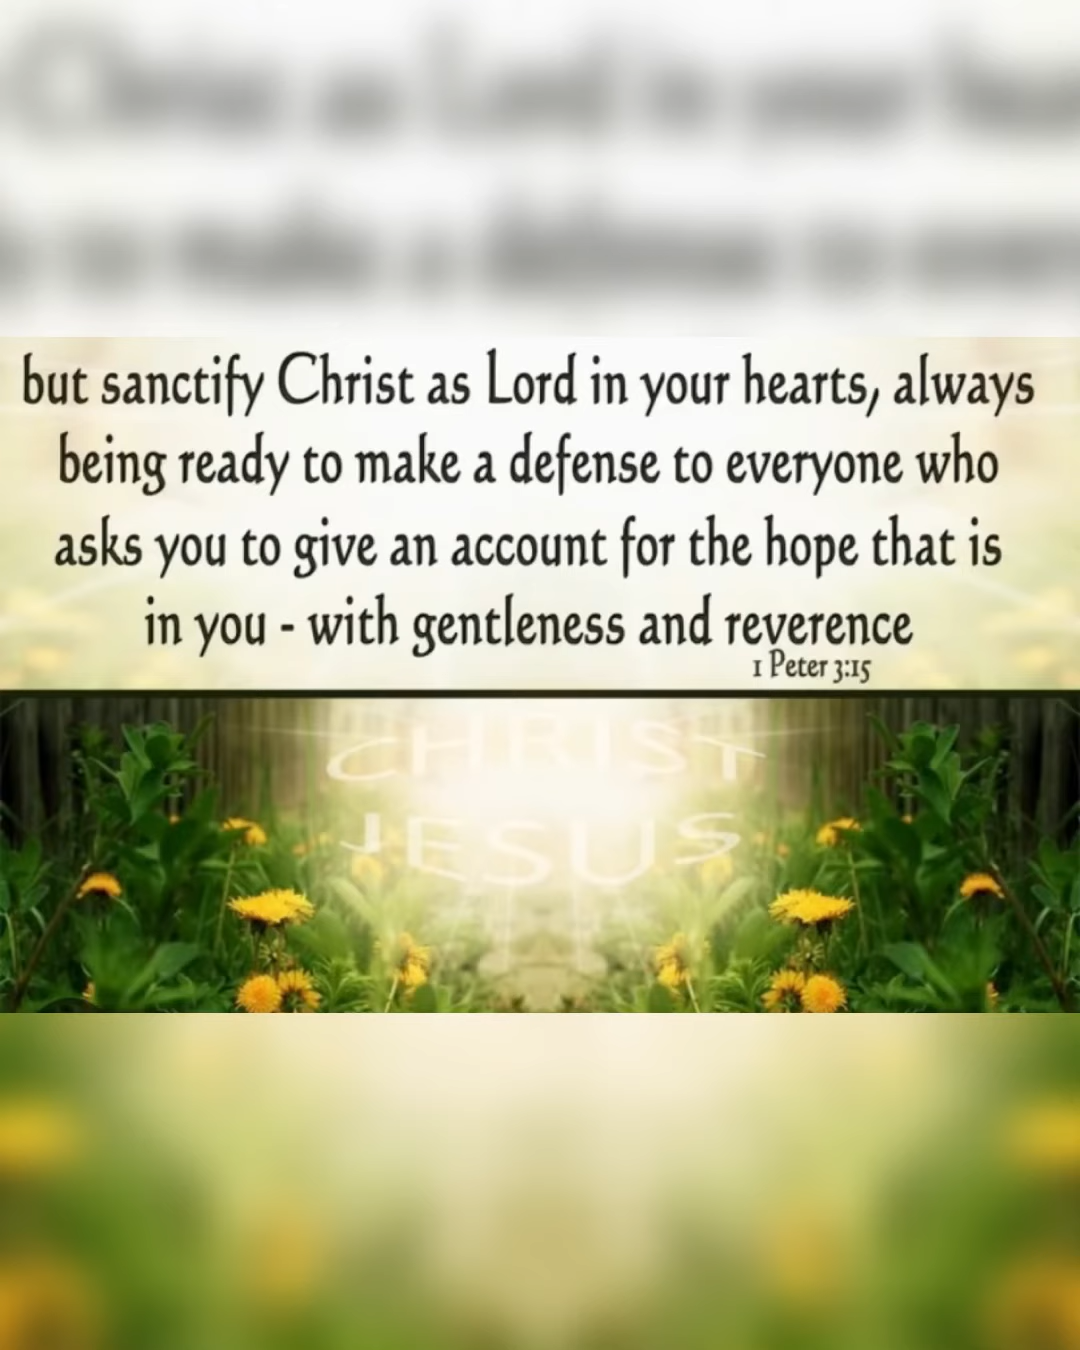 but sanctify Christ as Lord in your hearts, always
being ready to make a defense to everyone who
asks you to give an account for the hope that is
in you - with gentleness and reverence
1 Peter 3:15
CHRIST
JESUS